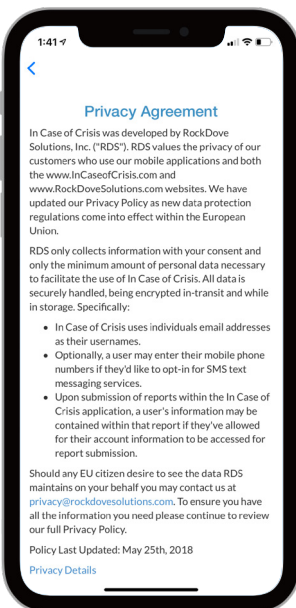 1:41
Privacy Agreement
In Case of Crisis was developed by RockDove
Solutions, Inc. ("RDS"). RDS values the privacy of our
customers who use our mobile applications and both
the www.InCaseofCrisis.com and
www.RockDoveSolutions.com websites. We have
updated our Privacy Policy as new data protection
regulations come into effect within the European
Union.
RDS only collects information with your consent and
only the minimum amount of personal data necessary
to facilitate the use of In Case of Crisis. All data is
securely handled, being encrypted in-transit and while
in storage. Specifically:
• In Case of Crisis uses individuals email addresses
as their usernames.
• Optionally, a user may enter their mobile phone
numbers if they'd like to opt-in for SMS text
messaging services.
• Upon submission of reports within the In Case of
Crisis application, a user's information may be
contained within that report if they've allowed
for their account information to be accessed for
report submission.
Should any EU citizen desire to see the data RDS
maintains on your behalf you may contact us at
privacy@rockdovesolutions.com. To ensure you have
all the information you need please continue to review
our full Privacy Policy.
Policy Last Updated: May 25th, 2018
Privacy Details